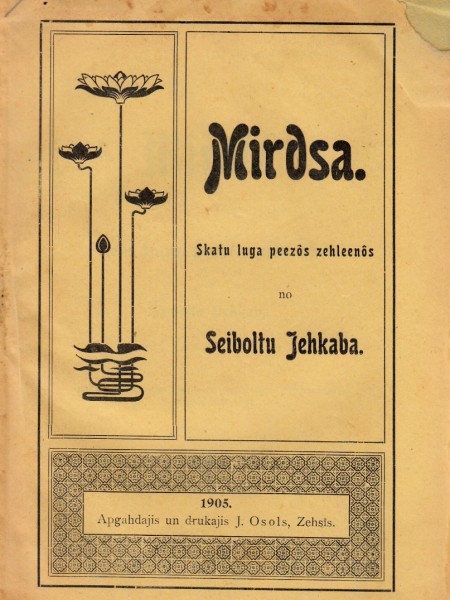 Mirdsa.
Skatu luga peezōs zehleenōs
no
Seiboltu Jehkaba.
1905.
Apgahdajis un drukajis J. Osols, Zehsīs.